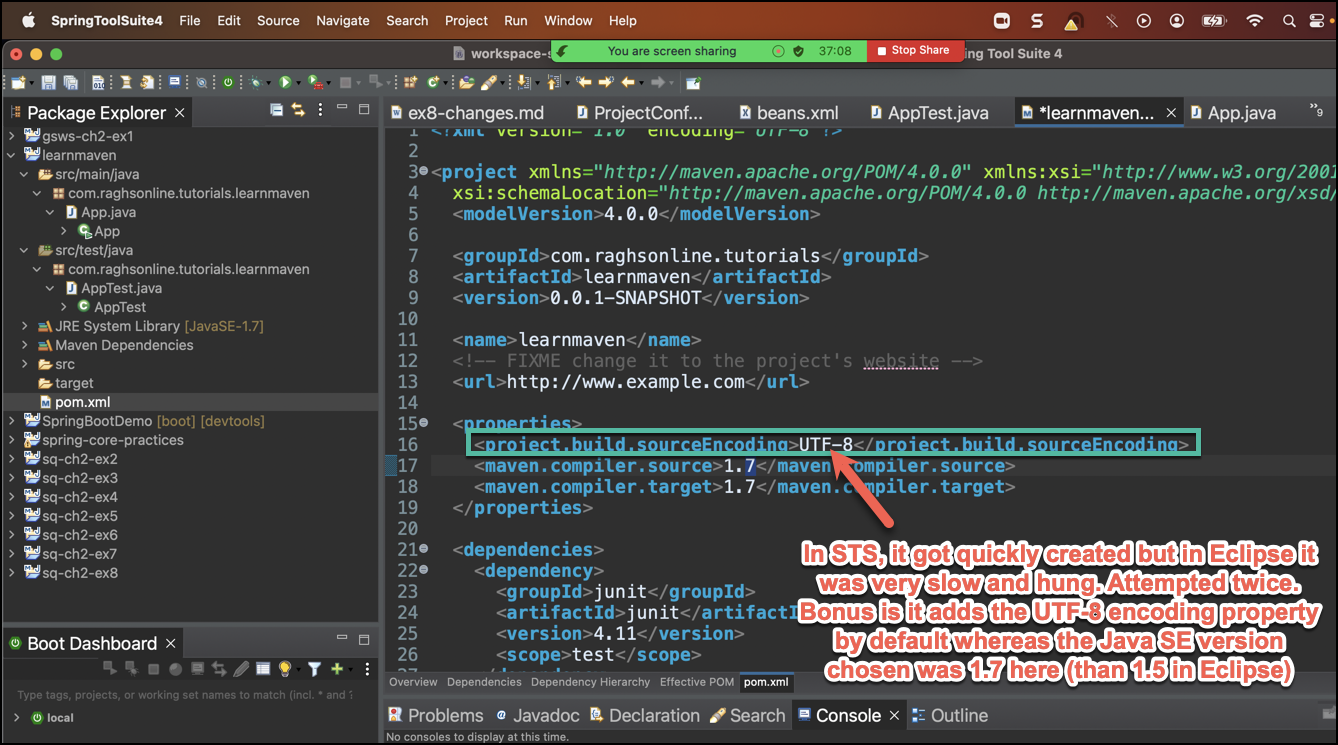 SpringToolSuite4 File Edit Source Navigate Search Project Run Window Help
workspace-s
You are screen sharing 37:08 Stop Share
ing Tool Suite 4
Package Explorer
gsws-ch2-ex1
learnmaven
src/main/java
com.raghsonline.tutorials.learnmaven
App.java
App
src/test/java
com.raghsonline.tutorials.learnmaven
AppTest.java
AppTest
JRE System Library [JavaSE-1.7]
Maven Dependencies
src
target
pom.xml
SpringBootDemo [boot] [devtools]
spring-core-practices
sq-ch2-ex2
sq-ch2-ex3
sq-ch2-ex4
sq-ch2-ex5
sq-ch2-ex6
sq-ch2-ex7
sq-ch2-ex8
Boot Dashboard
Type tags, projects, or working set names to match (incl. * and ?
local
ex8-changes.md ProjectConf... beans.xml AppTest.java *learnmaven... App.java »9
1 <?xml version="1.0" encoding="UTF-8"?>
2
3 <project xmlns="http://maven.apache.org/POM/4.0.0" xmlns:xsi="http://www.w3.org/2001
4 xsi:schemaLocation="http://maven.apache.org/POM/4.0.0 http://maven.apache.org/xsd/
5 <modelVersion>4.0.0</modelVersion>
6
7 <groupId>com.raghsonline.tutorials</groupId>
8 <artifactId>learnmaven</artifactId>
9 <version>0.0.1-SNAPSHOT</version>
10
11 <name>learnmaven</name>
12 <!-- FIXME change it to the project's website -->
13 <url>http://www.example.com</url>
14
15 <properties>
16 <project.build.sourceEncoding>UTF-8</project.build.sourceEncoding>
17 <maven.compiler.source>1.7</maven.compiler.source>
18 <maven.compiler.target>1.7</maven.compiler.target>
19 </properties>
20
21 <dependencies>
22 <dependency>
23 <groupId>junit</groupId>
24 <artifactId>junit</artifactI
25 <version>4.11</version>
26 <scope>test</scope>
27
In STS, it got quickly created but in Eclipse it
was very slow and hung. Attempted twice.
Bonus is it adds the UTF-8 encoding property
by default whereas the Java SE version
chosen was 1.7 here (than 1.5 in Eclipse)
Overview Dependencies Dependency Hierarchy Effective POM pom.xml
Problems Javadoc Declaration Search Console Outline
No consoles to display at this time.